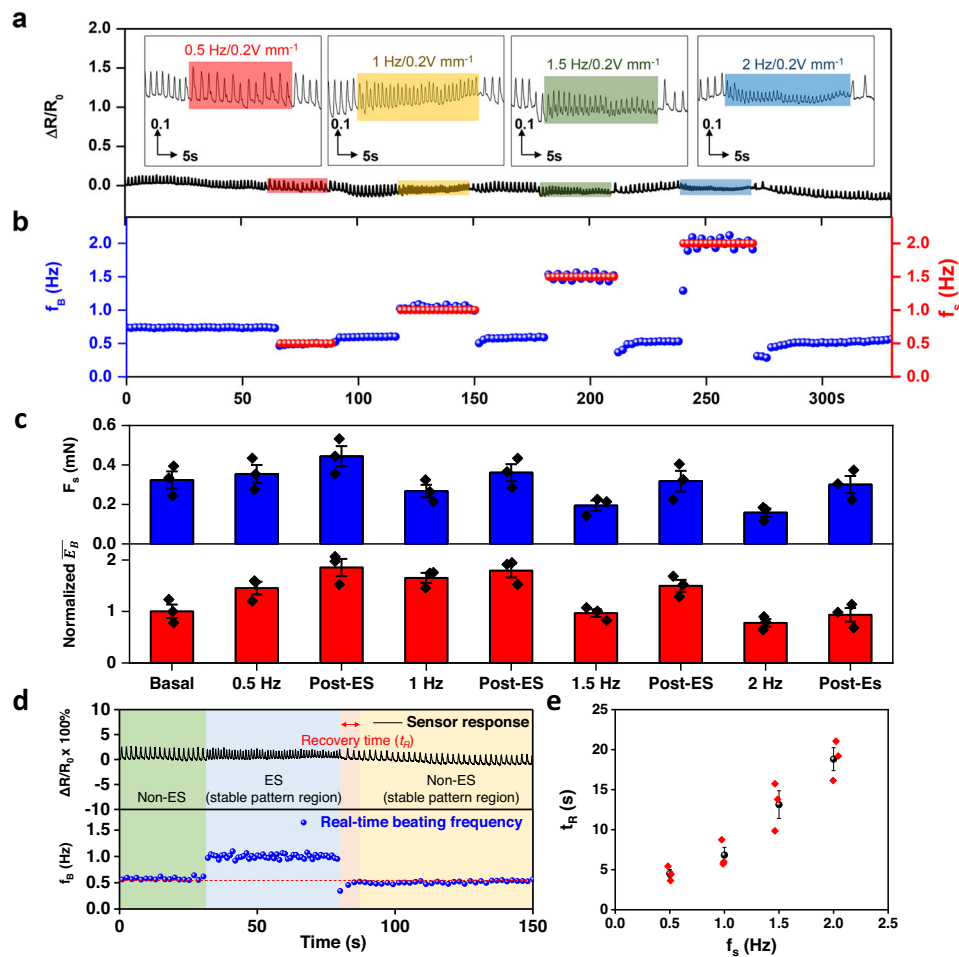 a
2.0
1.5
1.0
0.5
0.0
ΔR/R0
0.5 Hz/0.2V mm-1
1 Hz/0.2V mm-1
1.5 Hz/0.2V mm-1
2 Hz/0.2V mm-1
0.1
5s
0.1
5s
0.1
5s
0.1
5s
b
2.0
1.5
1.0
0.5
0.0
fB (Hz)
2.0
1.5
1.0
0.5
0.0
fs (Hz)
0 50 100 150 200 250 300S
c
0.6
0.4
0.2
0.0
Fs (mN)
2
1
0
Normalized EB
Basal 0.5 Hz Post-ES 1 Hz Post-ES 1.5 Hz Post-ES 2 Hz Post-Es
d
10
5
0
-5
-10
ΔR/R0 x 100%
Sensor response
Recovery time (tR)
Non-ES
ES
(stable pattern region)
Non-ES
(stable pattern region)
1.5
1.0
0.5
0.0
fB (Hz)
Real-time beating frequency
0 50 100 150
Time (s)
e
25
20
15
10
5
0
tR (s)
0.0 0.5 1.0 1.5 2.0 2.5
fs (Hz)